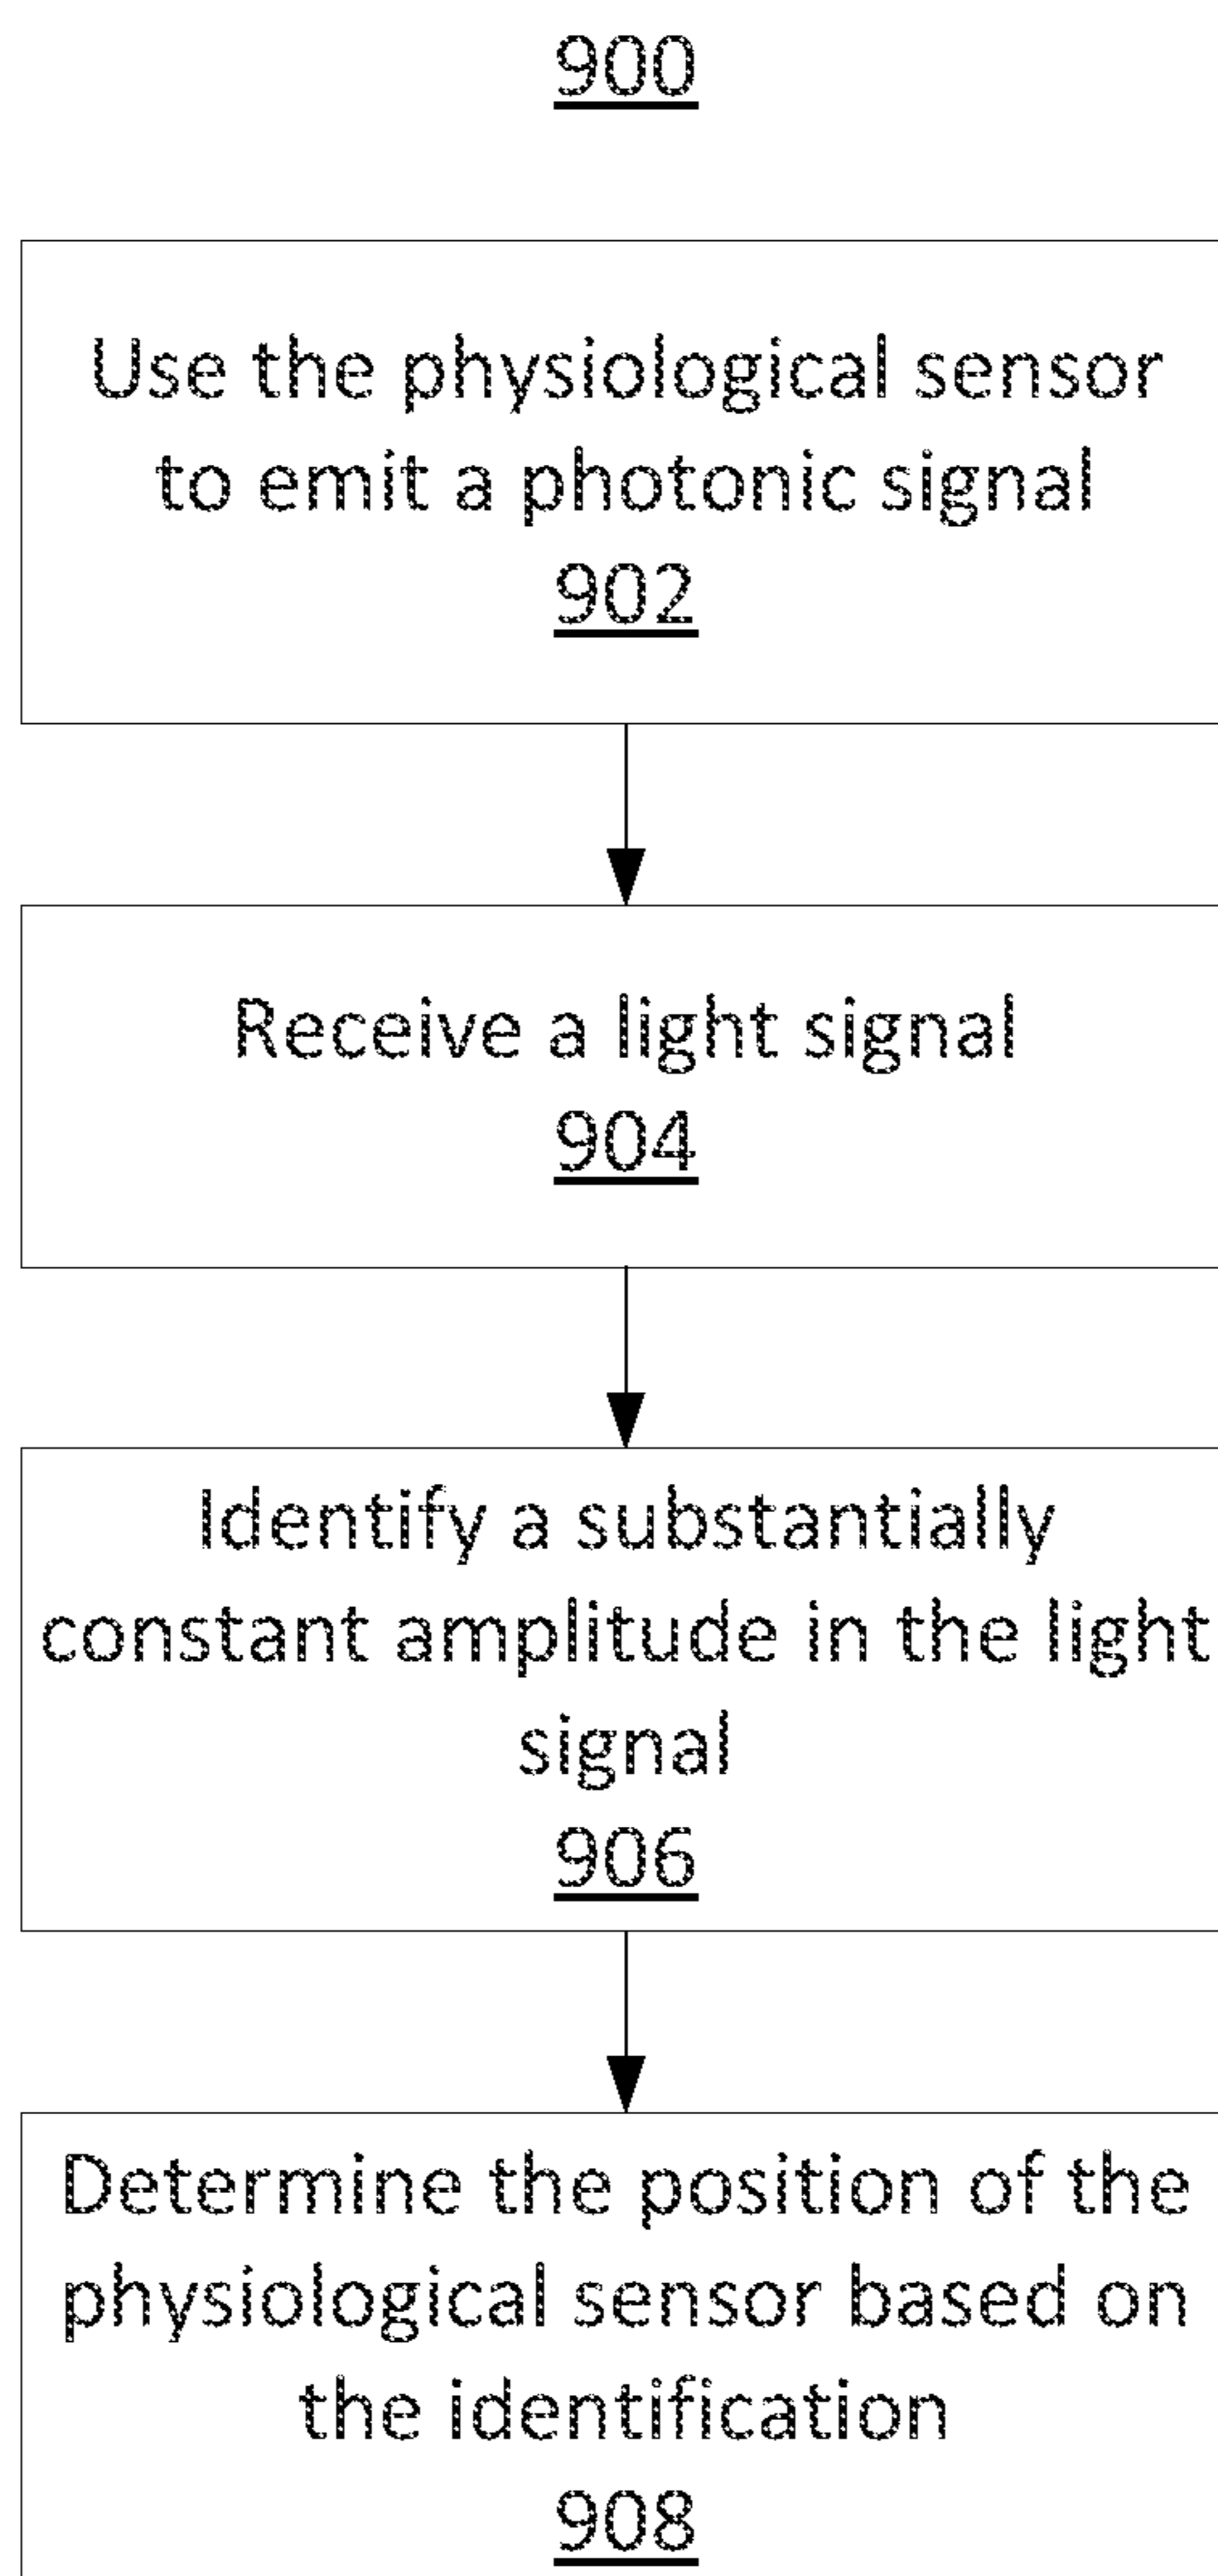 900
Use the physiological sensor
to emit a photonic signal
902
Receive a light signal
904
Identify a substantially
constant amplitude in the light
signal
906
Determine the position of the
physiological sensor based on
the identification
908